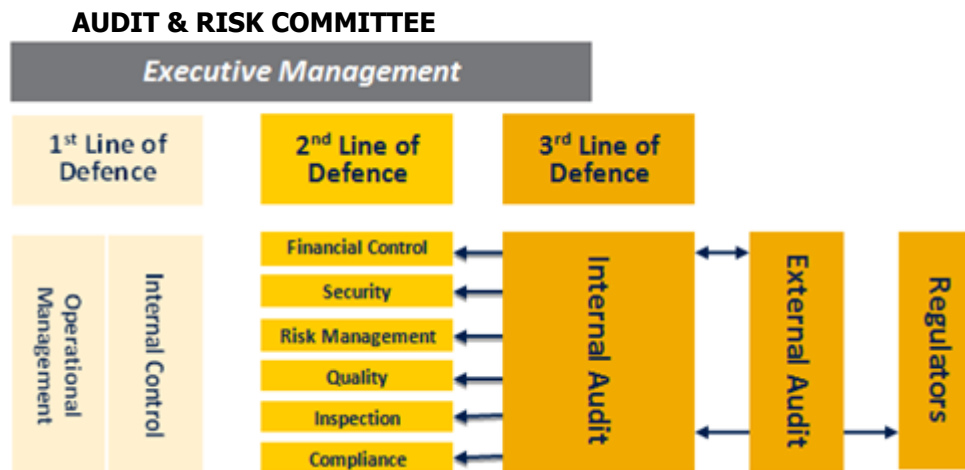 AUDIT & RISK COMMITTEE
Executive Management
1st Line of
Defence
2nd Line of
Defence
3rd Line of
Defence
Operational
Management
Internal Control
Financial Control
Security
Risk Management
Quality
Inspection
Compliance
Internal Audit
External Audit
Regulators